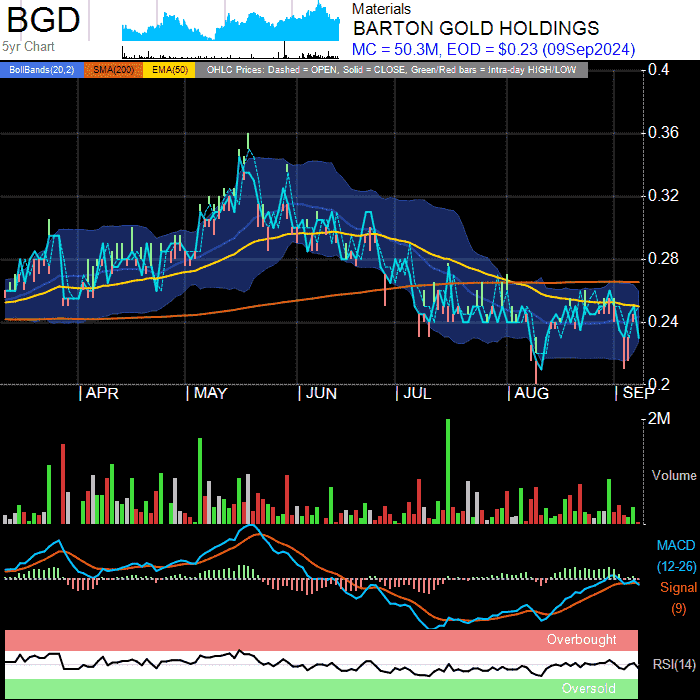 BGD
5yr Chart
Materials
BARTON GOLD HOLDINGS
MC = 50.3M, EOD = $0.23 (09Sep2024)
BollBands(20,2) SMA(200) EMA(50) OHLC Prices: Dashed = OPEN, Solid = CLOSE, Green/Red bars = Intra-day HIGH/LOW
0.4
0.36
0.32
0.28
0.24
0.2
| APR | MAY | JUN | JUL | AUG | SEP
2M
Volume
MACD
(12-26)
Signal
(9)
Overbought
RSI(14)
Oversold